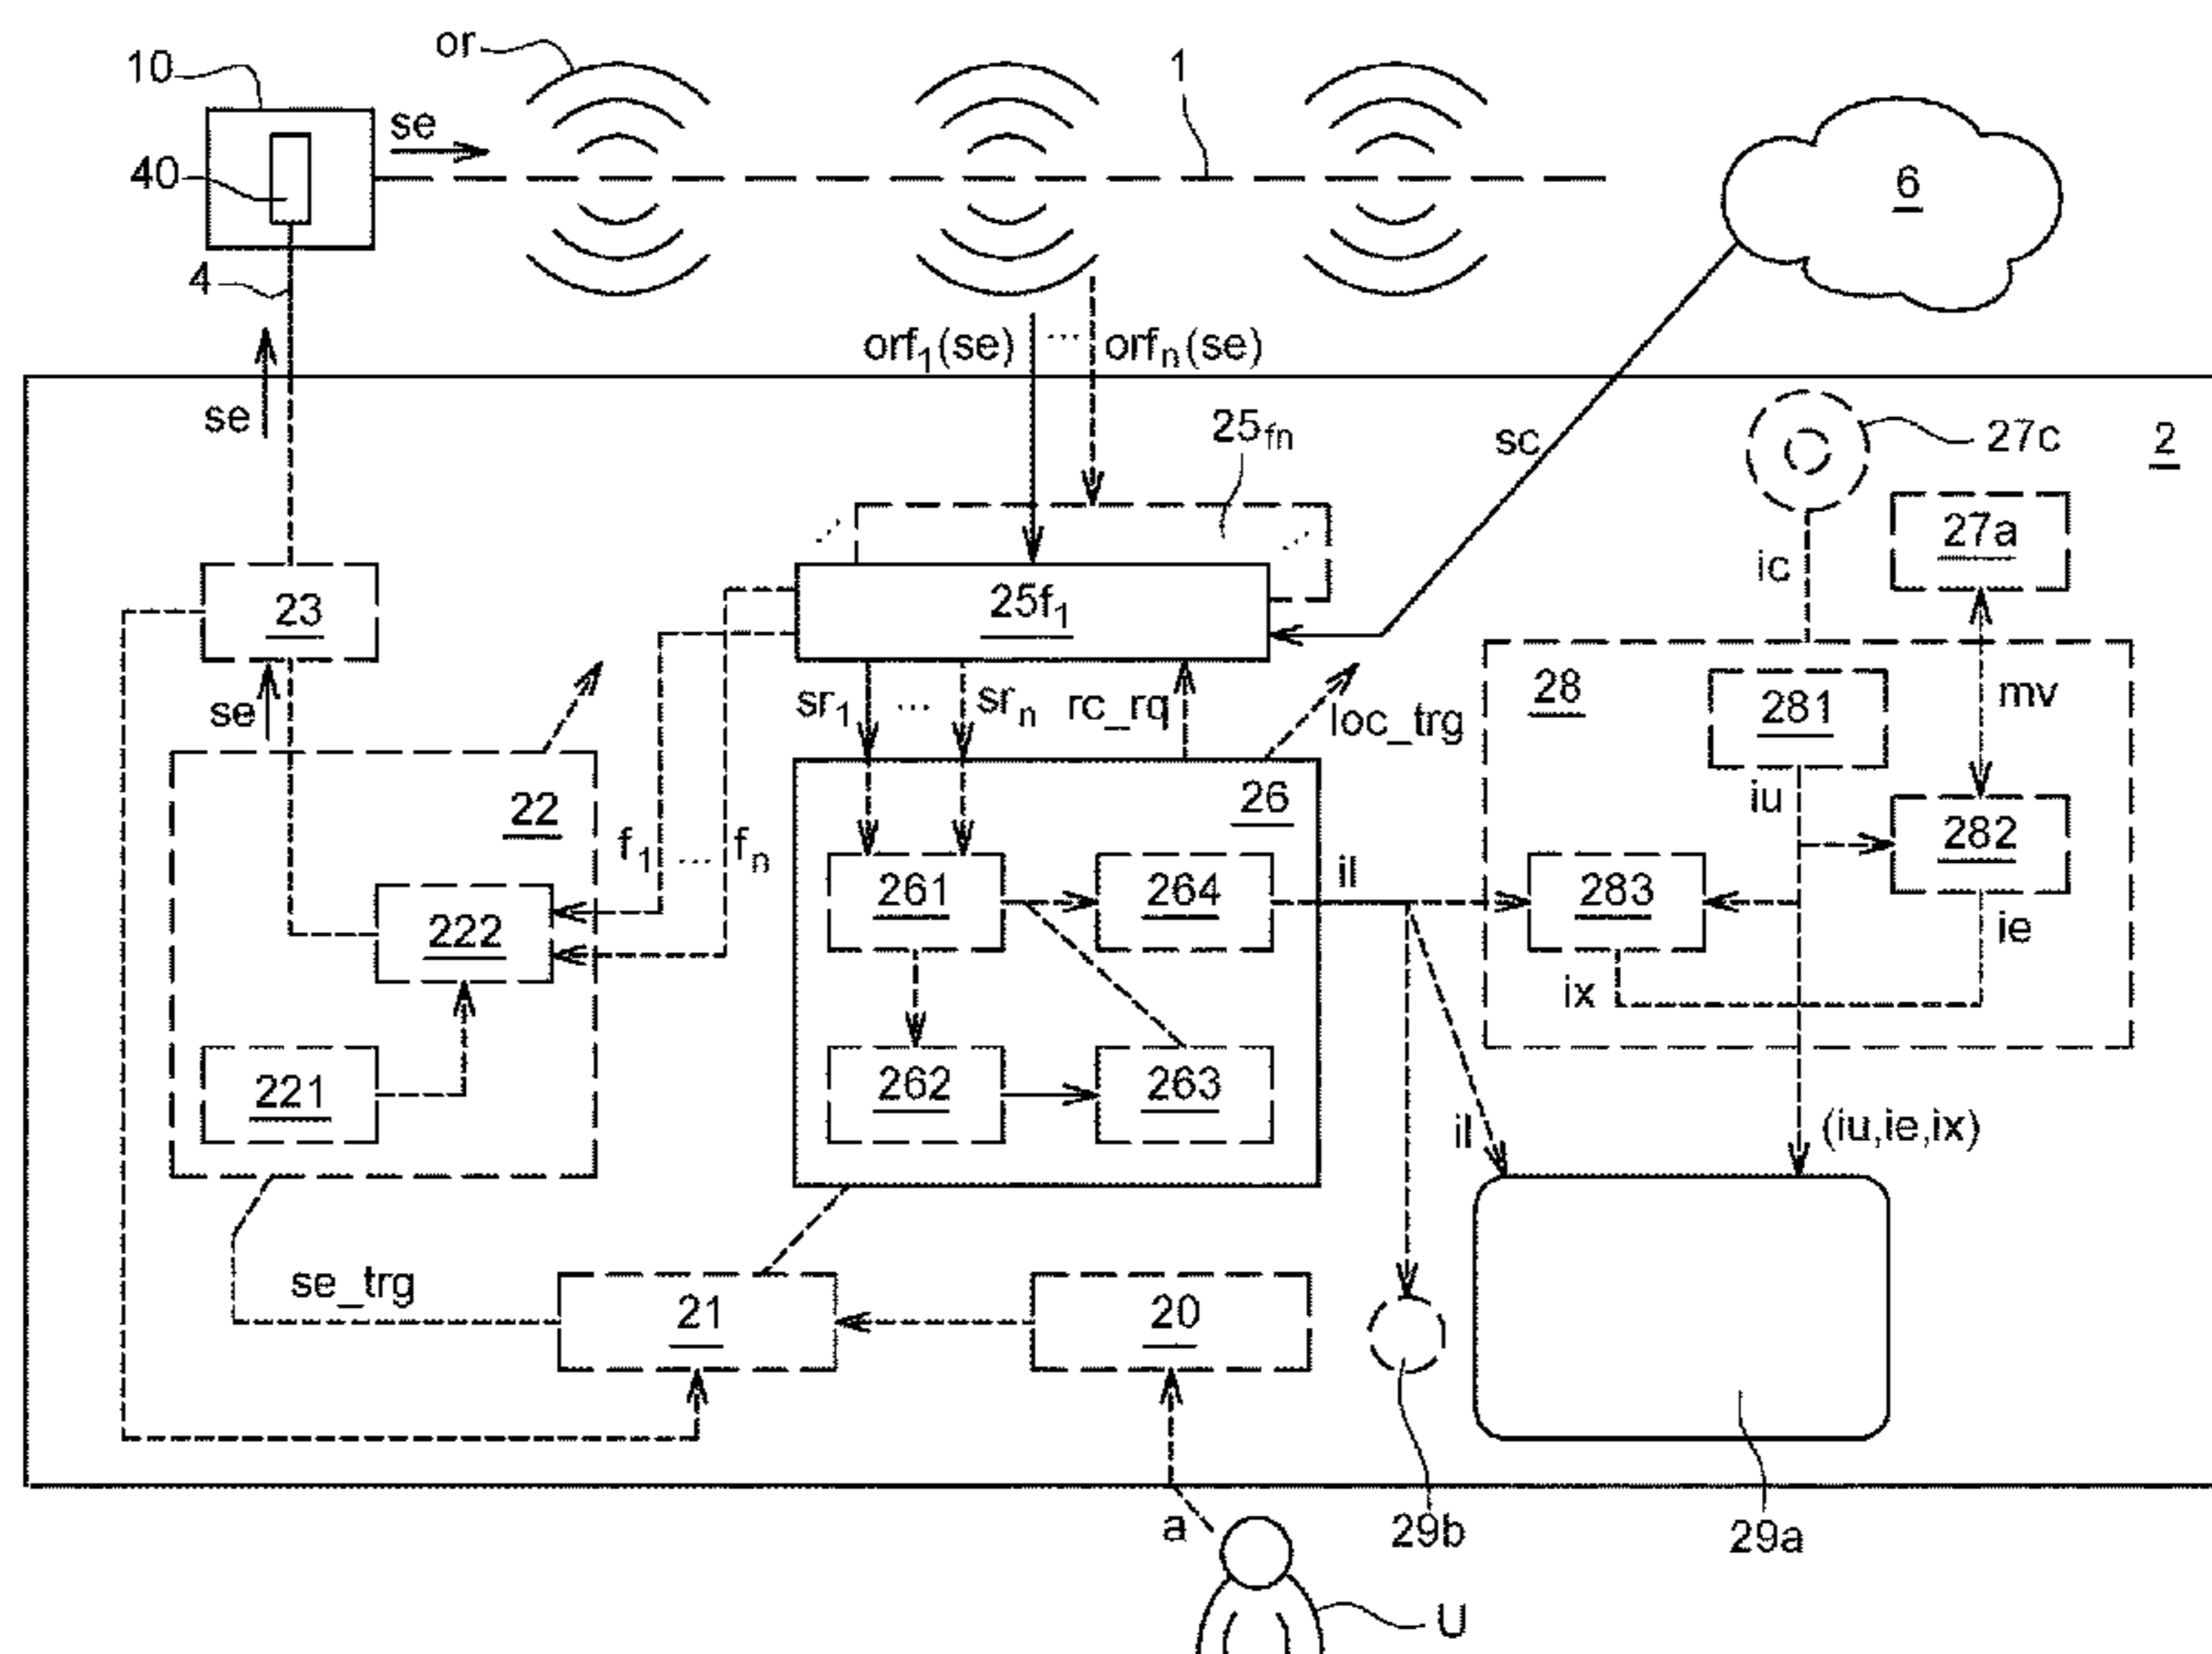 or
10
1
se
40
6
4
orf₁(se) ... orfₙ(se)
se
25fn
sc
27c
2
27a
ic
23
25f₁
se
sr₁ ... srₙ
rc_rq
loc_trg
28
281
mv
22
26
iu
282
f₁ ... fₙ
261
264
il
283
222
ie
ix
221
262
263
il
(iu,ie,ix)
se_trg
21
20
a
29b
29a
U